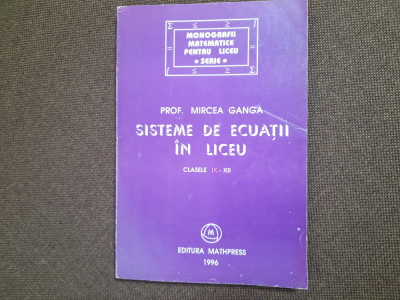 MONOGRAFII
MATEMATICE
PENTRU LICEU
* SERIE *
PROF. MIRCEA GANGA
SISTEME DE ECUAȚII
ÎN LICEU
CLASELE IX - XII
M
EDITURA MATHPRESS
1996